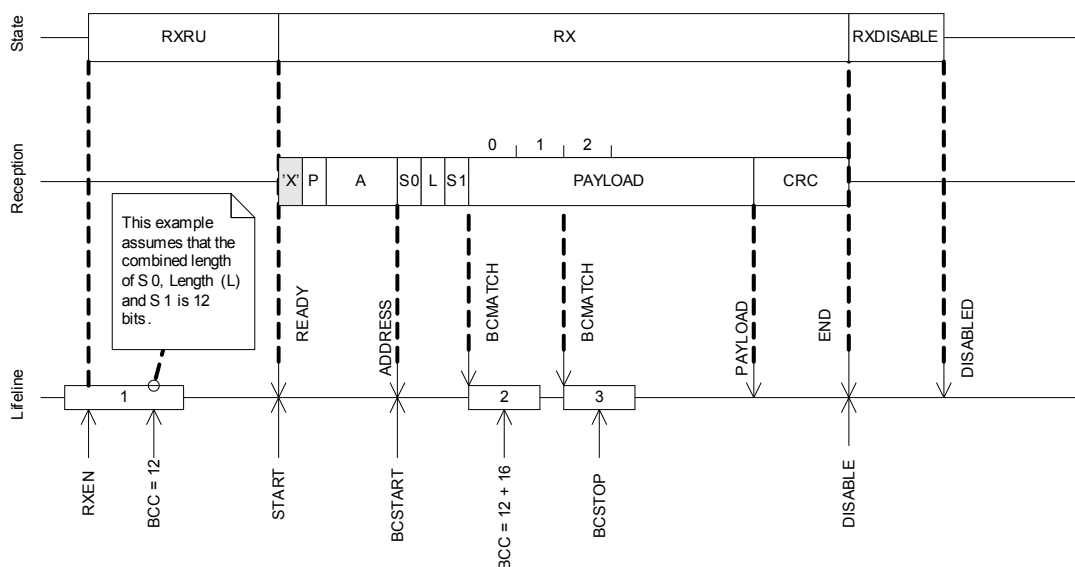 State
RXRU
RX
RXDISABLE
Reception
0
1
2
'X'
P
A
S0
L
S1
PAYLOAD
CRC
This example
assumes that the
combined length
of S0, Length (L)
and S1 is 12
bits.
READY
ADDRESS
BCMATCH
BCMATCH
PAYLOAD
END
DISABLED
Lifeline
1
2
3
RXEN
BCC = 12
START
BCSTART
BCC = 12 + 16
BCSTOP
DISABLE